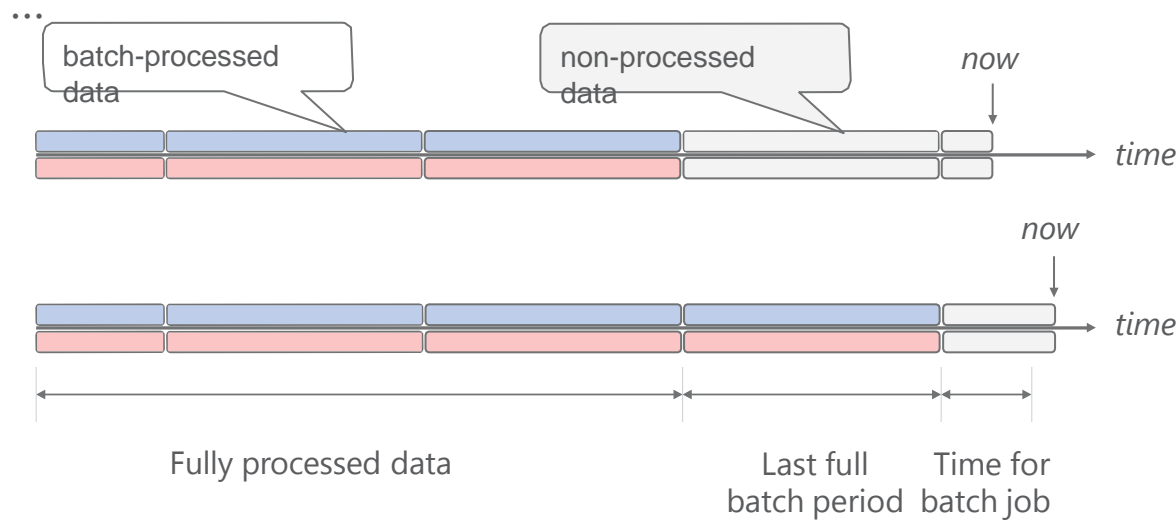 ...
batch-processed
data
non-processed
data
now
time
now
time
Fully processed data
Last full
batch period
Time for
batch job